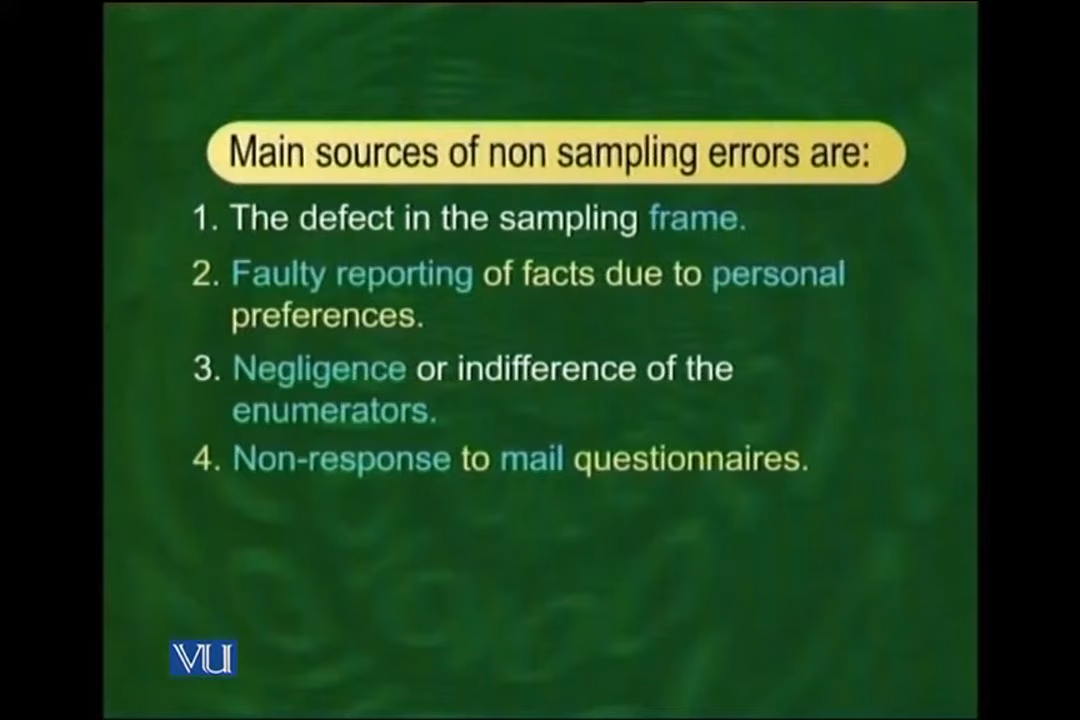 Main sources of non sampling errors are:
1. The defect in the sampling frame.
2. Faulty reporting of facts due to personal
preferences.
3. Negligence or indifference of the
enumerators.
4. Non-response to mail questionnaires.
VU